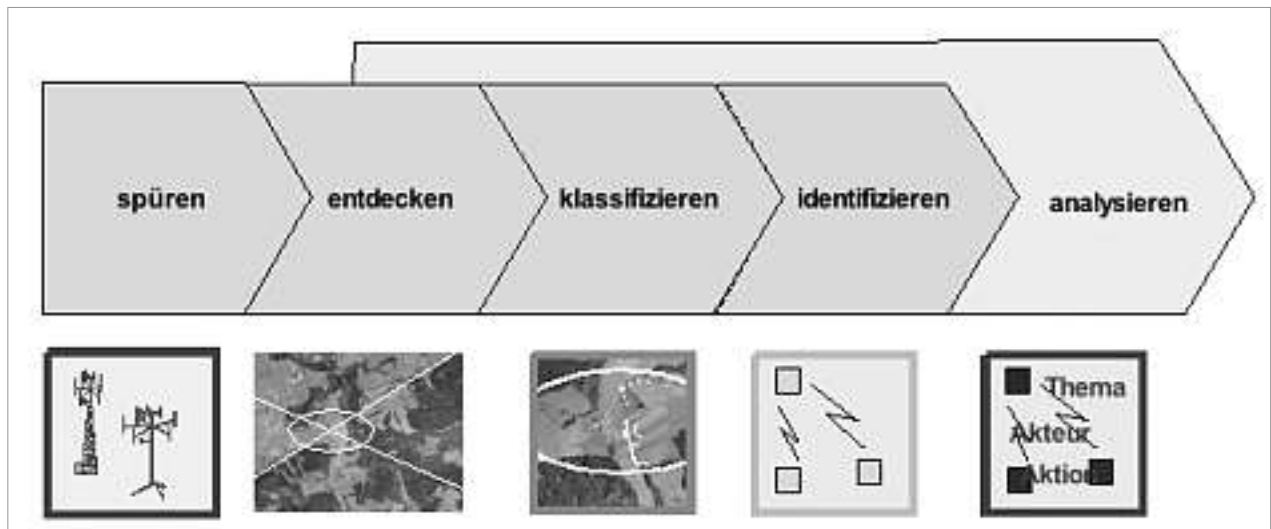 spüren
entdecken
klassifizieren
identifizieren
analysieren
Thema
Akteur
Aktion